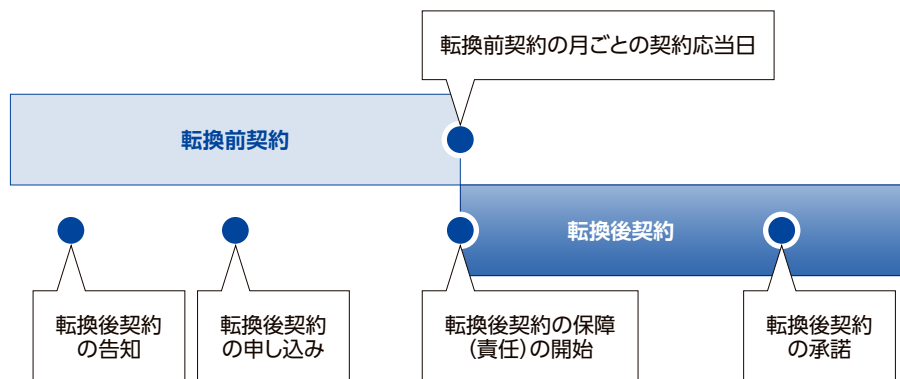 転換前契約の月ごとの契約応当日
転換前契約
転換後契約
転換後契約
の告知
転換後契約
の申し込み
転換後契約の保障
(責任)の開始
転換後契約
の承諾